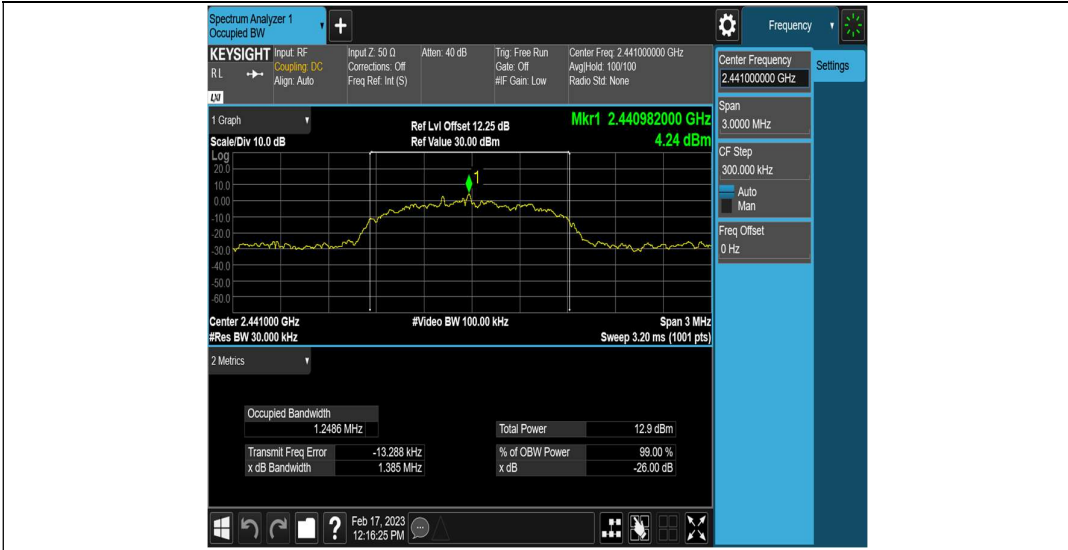 Spectrum Analyzer 1
Occupied BW
+
Frequency
KEYSIGHT
RL
LXI
Input: RF
Coupling: DC
Align: Auto
Input Z: 50 Ω
Corrections: Off
Freq Ref: Int (S)
Atten: 40 dB
Trig: Free Run
Gate: Off
#IF Gain: Low
Center Freq: 2.441000000 GHz
Avg|Hold: 100/100
Radio Std: None
Center Frequency
2.441000000 GHz
Settings
Span
3.0000 MHz
CF Step
300.000 kHz
Auto
Man
Freq Offset
0 Hz
1 Graph
Scale/Div 10.0 dB
Ref Lvl Offset 12.25 dB
Ref Value 30.00 dBm
Mkr1 2.440982000 GHz
4.24 dBm
Log
20.0
10.0
0.00
-10.0
-20.0
-30.0
-40.0
-50.0
-60.0
1
Center 2.441000 GHz
#Res BW 30.000 kHz
#Video BW 100.00 kHz
Span 3 MHz
Sweep 3.20 ms (1001 pts)
2 Metrics
Occupied Bandwidth
1.2486 MHz
Total Power 12.9 dBm
Transmit Freq Error -13.288 kHz
% of OBW Power 99.00 %
x dB Bandwidth 1.385 MHz
x dB -26.00 dB
?
Feb 17, 2023
12:16:25 PM